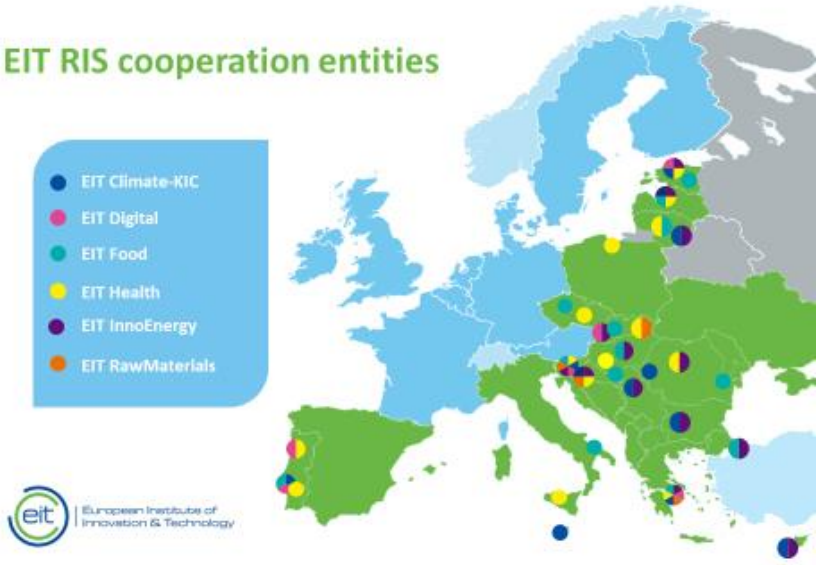 EIT RIS cooperation entities
EIT Climate-KIC
EIT Digital
EIT Food
EIT Health
EIT InnoEnergy
EIT RawMaterials
eit
European Institute of
Innovation & Technology